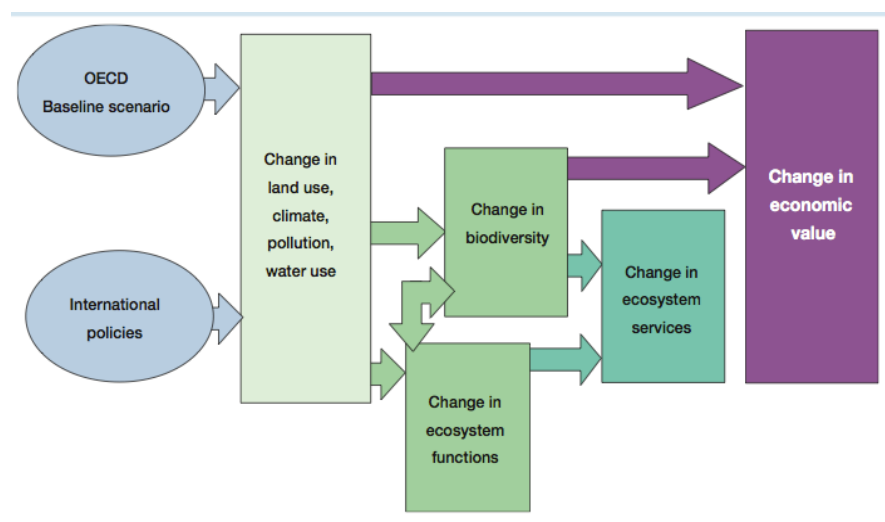 OECD
Baseline scenario
International
policies
Change in
land use,
climate,
pollution,
water use
Change in
biodiversity
Change in
ecosystem
functions
Change in
ecosystem
services
Change in
economic
value